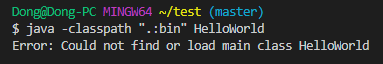 Dong@Dong-PC MINGW64 ~/test (master)
$ java -classpath ".:bin" HelloWorld
Error: Could not find or load main class HelloWorld